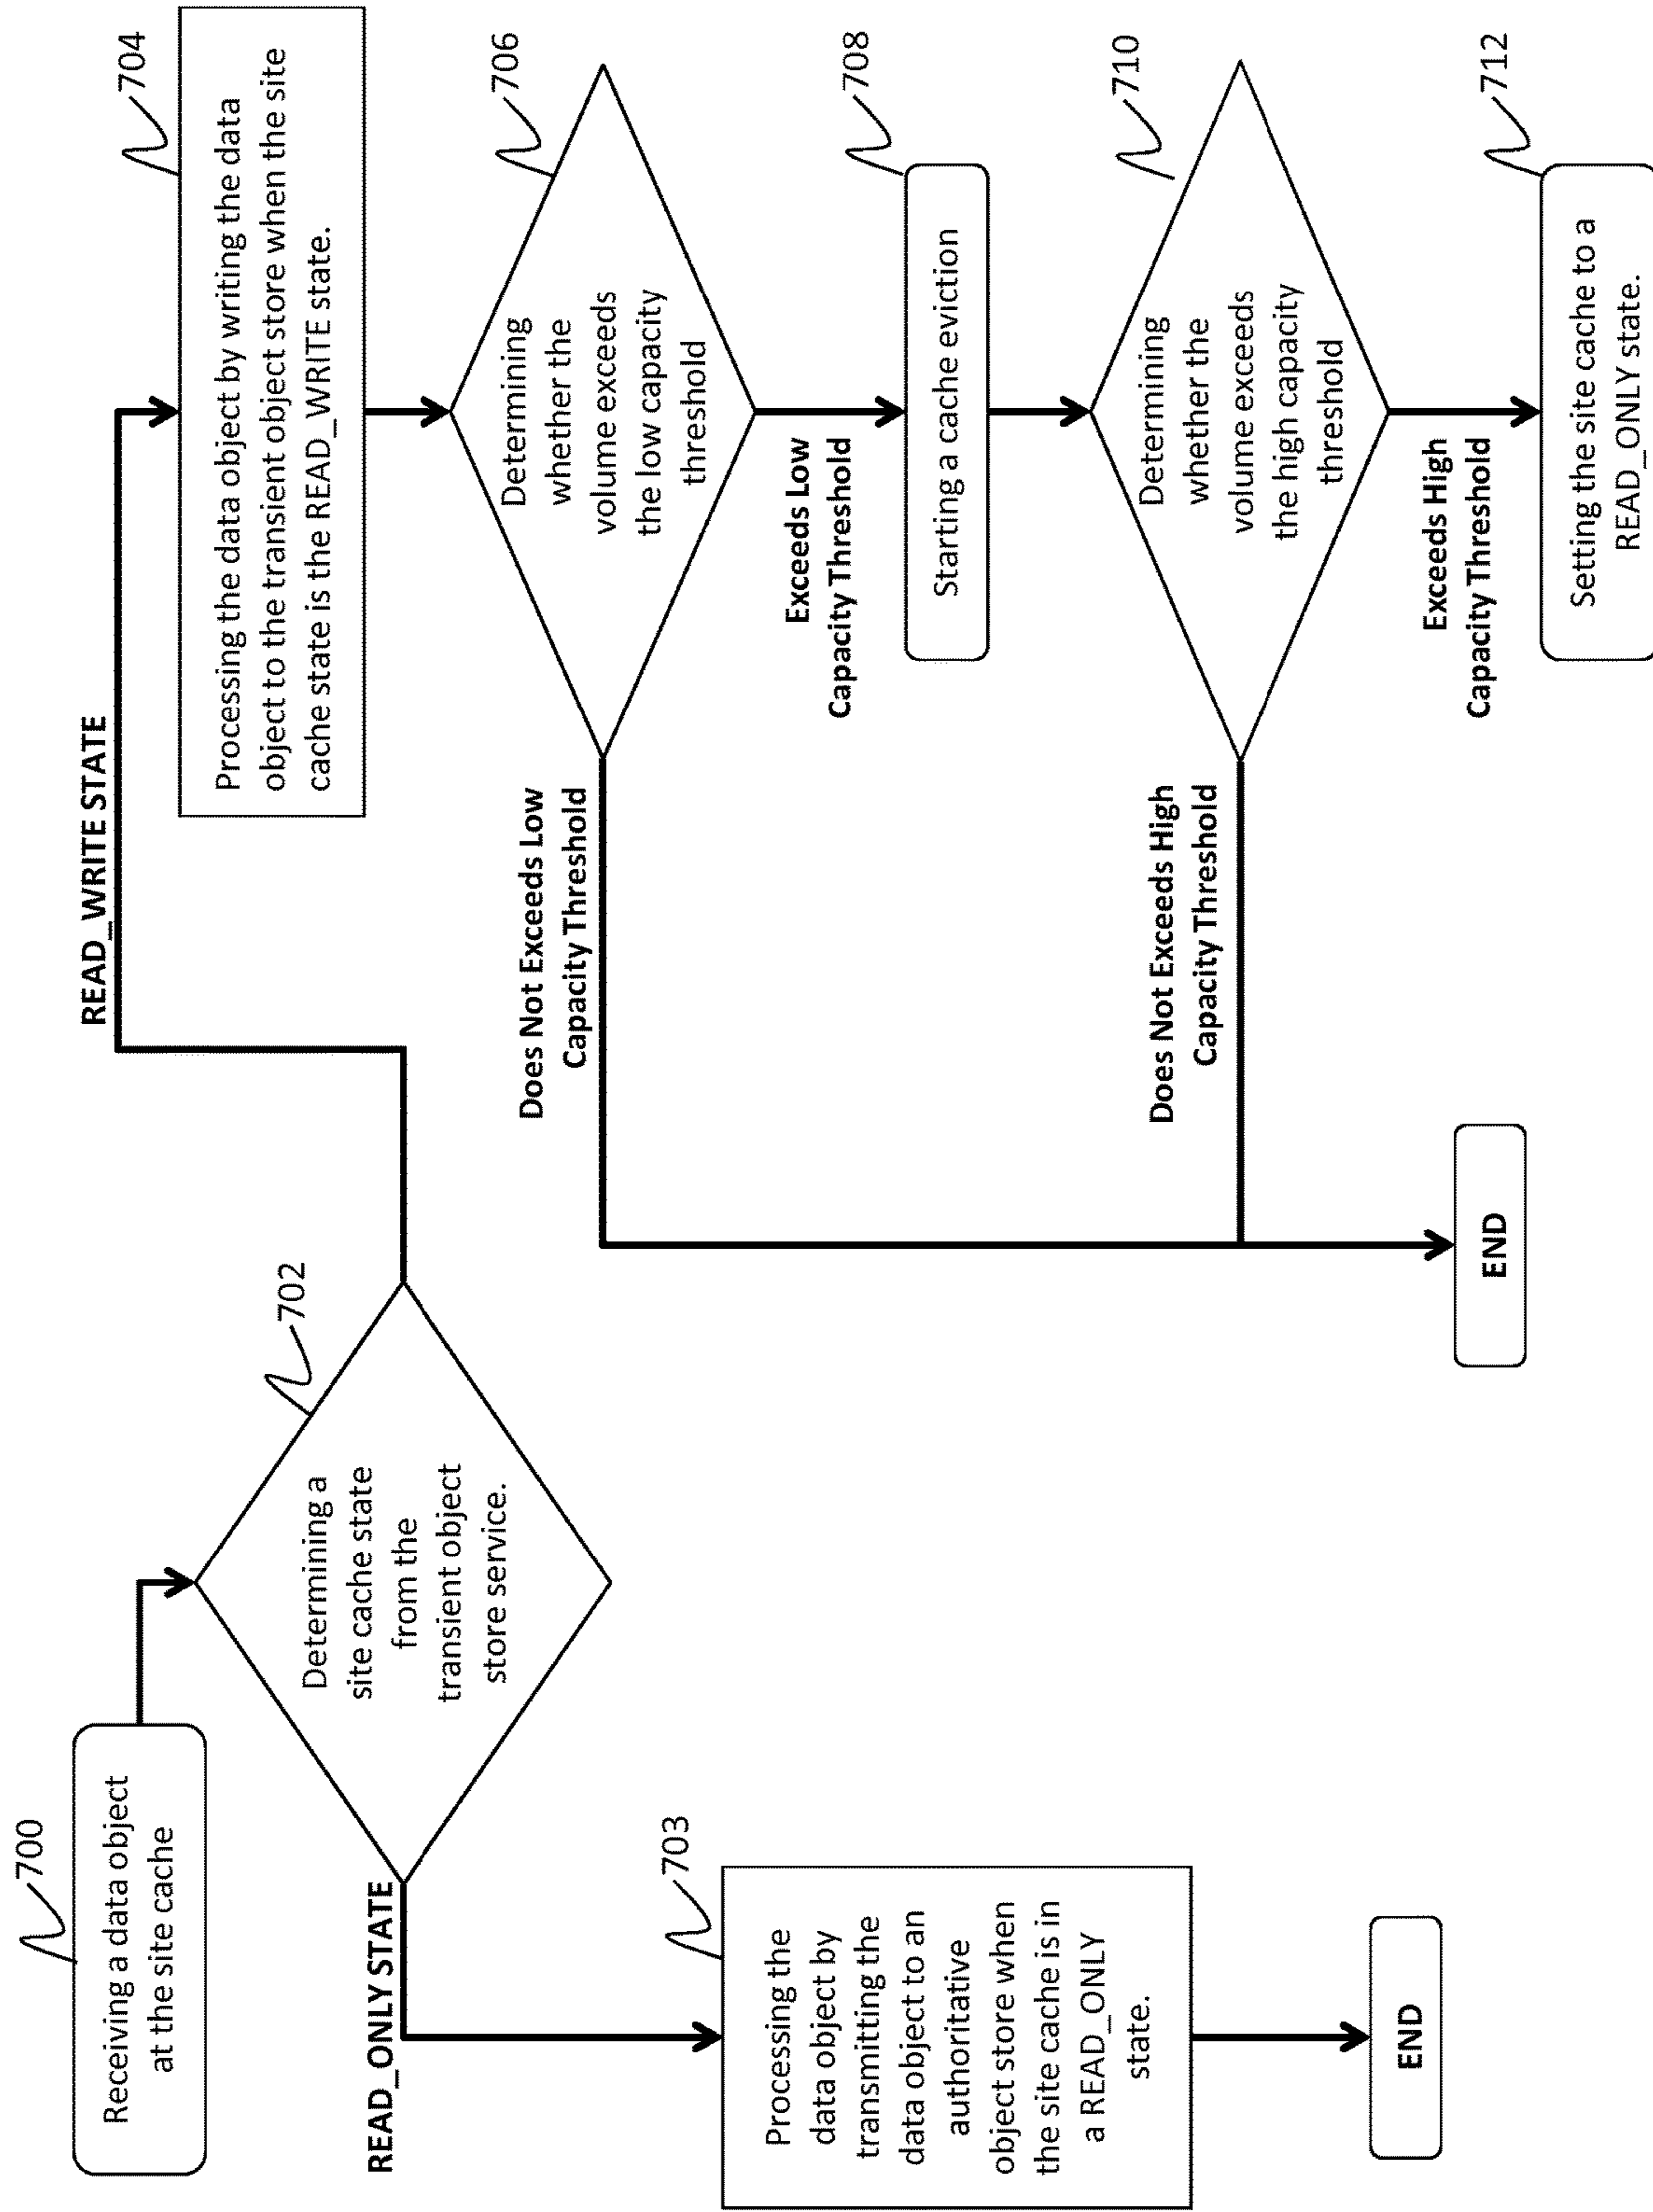 700
Receiving a data object
at the site cache
702
Determining a
site cache state
from the
transient object
store service.
READ_ONLY STATE
703
Processing the
data object by
transmitting the
data object to an
authoritative
object store when
the site cache is in
a READ_ONLY
state.
END
READ_WRITE STATE
704
Processing the data object by writing the data
object to the transient object store when the site
cache state is the READ_WRITE state.
706
Determining
whether the
volume exceeds
the low capacity
threshold
Does Not Exceeds Low
Capacity Threshold
Exceeds Low
Capacity Threshold
708
Starting a cache eviction
710
Determining
whether the
volume exceeds
the high capacity
threshold
Does Not Exceeds High
Capacity Threshold
END
Exceeds High
Capacity Threshold
712
Setting the site cache to a
READ_ONLY state.